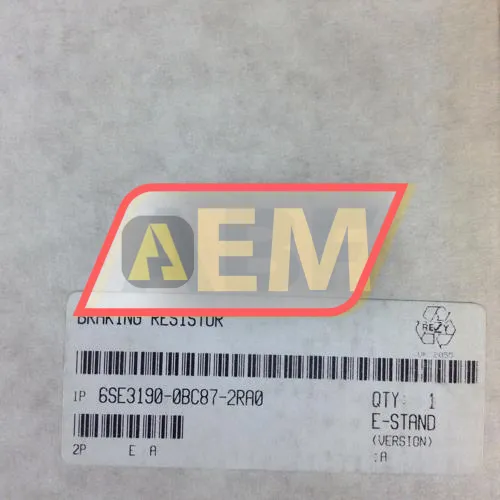 AEM
BRAKING RESISTOR
REZY
1P 6SE3190-0BC87-2RA0
QTY: 1
E-STAND
(VERSION)
:A
2P E A